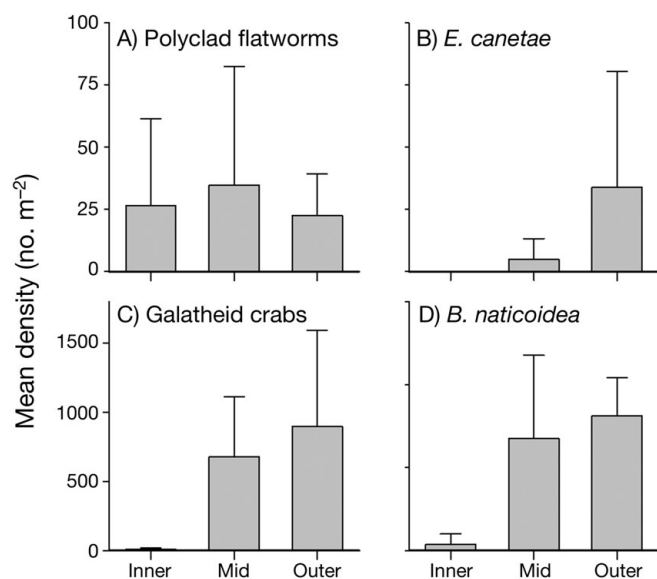 Mean density (no. m⁻²)
A) Polyclad flatworms
100
75
50
25
0
B) E. canetae
C) Galatheid crabs
1500
1000
500
0
Inner Mid Outer
D) B. naticoidea
Inner Mid Outer